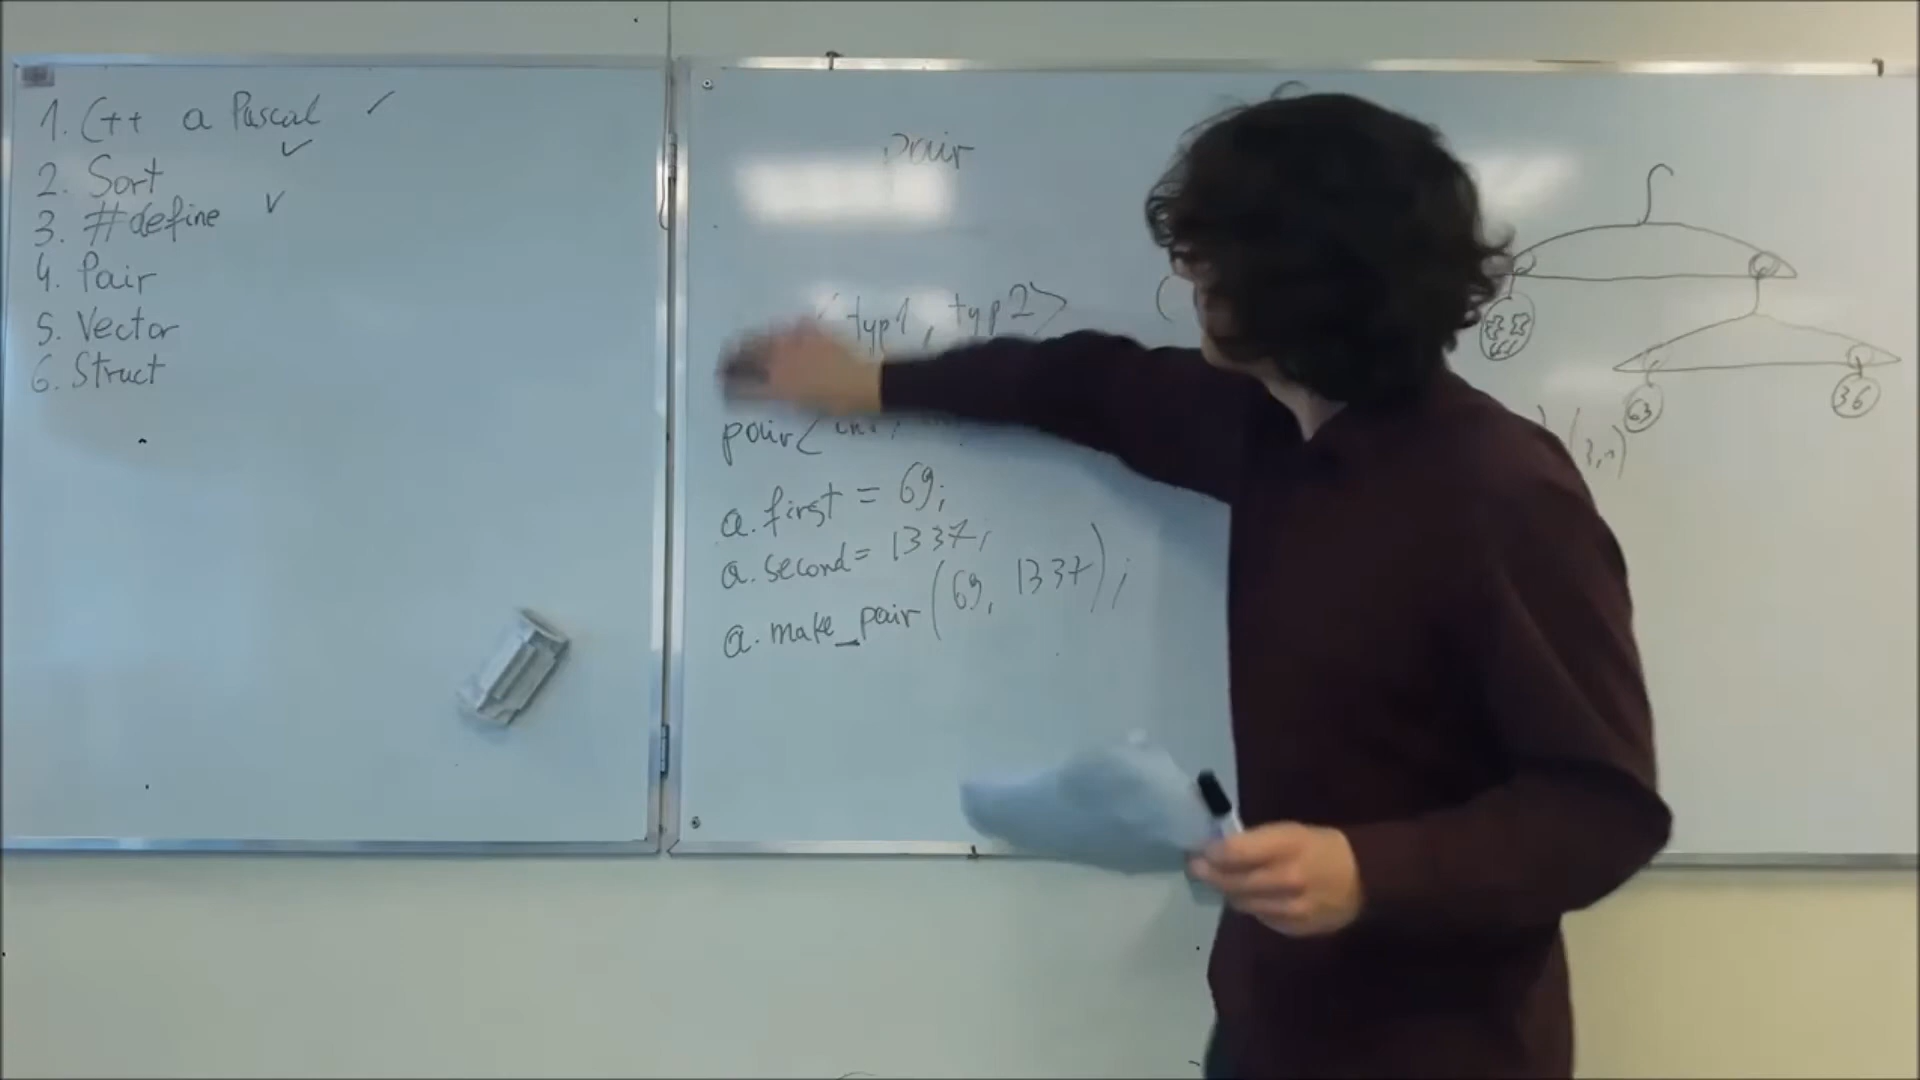 1. C++ a Pascal ✓
2. Sort ✓
3. #define ✓
4. Pair
5. Vector
6. Struct
pair
<typ1, typ2>
pair<
a.first = 69;
a.second = 1337;
a.make_pair(69, 1337);
63
36